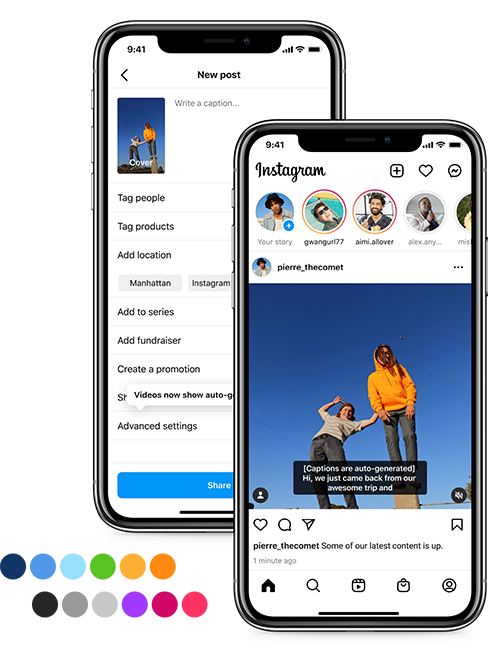 9:41
New post
Write a caption...
Cover
Tag people
Tag products
Add location
Manhattan
Instagram
Add to series
Add fundraiser
Create a promotion
Videos now show auto-g
Advanced settings
Share
9:41
Instagram
Your story
gwangurl77
aimi.allover
alex.any...
pierre_thecomet
[Captions are auto-generated]
Hi, we just came back from our
awesome trip and
pierre_thecomet Some of our latest content is up.
1 minute ago